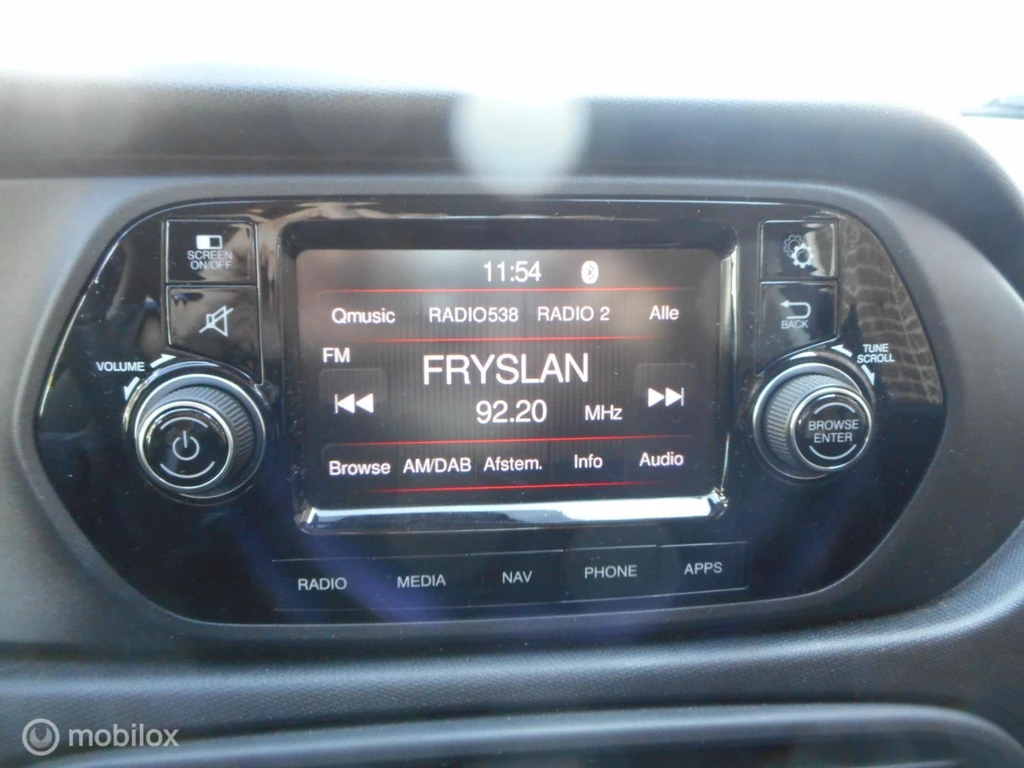 SCREEN
ON/OFF
VOLUME
11:54
Qmusic RADIO538 RADIO 2 Alle
FM
FRYSLAN
92.20 MHz
Browse AM/DAB Afstem. Info Audio
BACK
TUNE
SCROLL
BROWSE
ENTER
RADIO MEDIA NAV PHONE APPS
mobilox